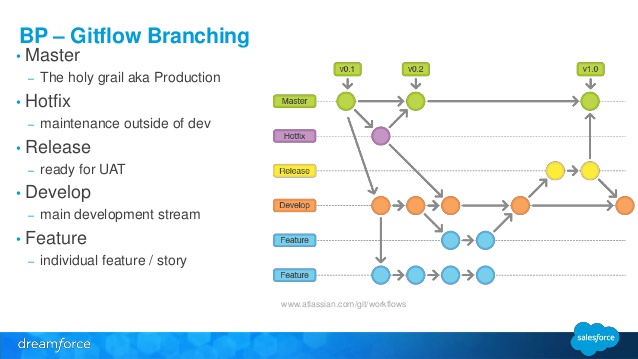 BP – Gitflow Branching
• Master
– The holy grail aka Production
• Hotfix
– maintenance outside of dev
• Release
– ready for UAT
• Develop
– main development stream
• Feature
– individual feature / story
v0.1 v0.2 v1.0
Master
Hotfix
Release
Develop
Feature
Feature
www.atlassian.com/git/workflows
dreamforce
salesforce